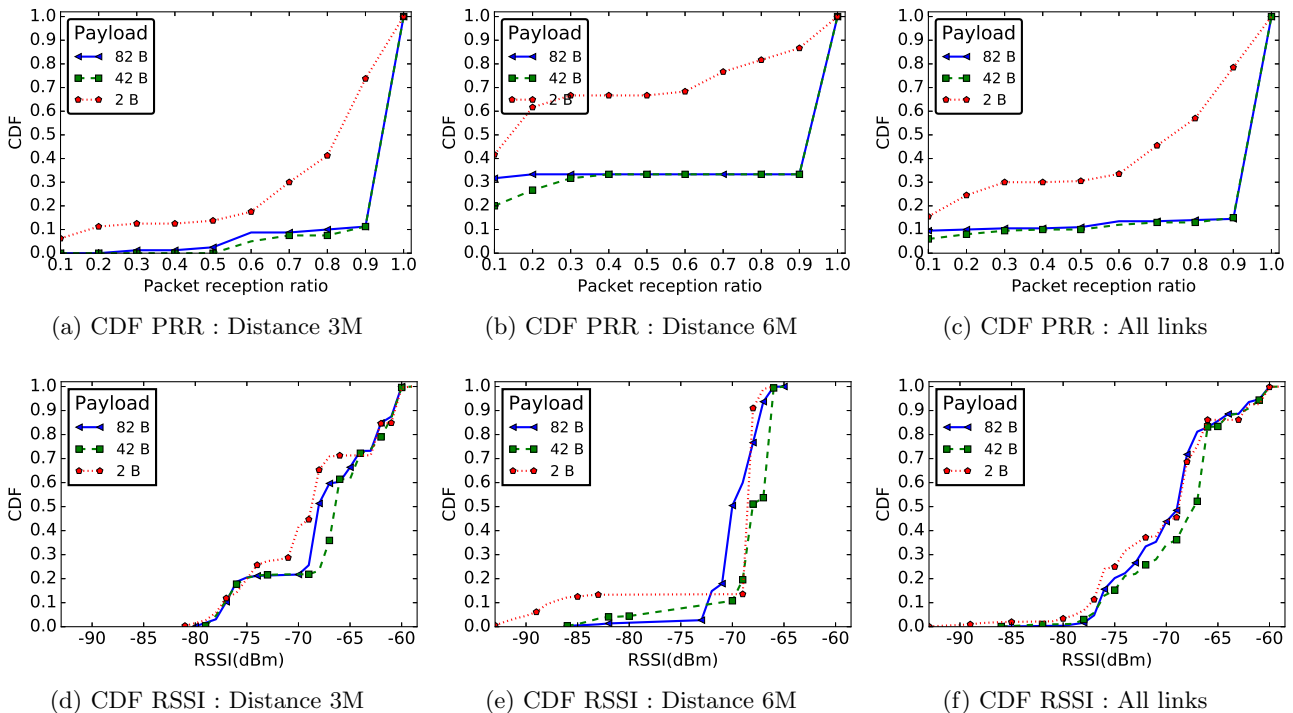 1.0
0.9
0.8
0.7
0.6
0.5
0.4
0.3
0.2
0.1
0.0
CDF
Payload
82 B
42 B
2 B
0.1 0.2 0.3 0.4 0.5 0.6 0.7 0.8 0.9 1.0
Packet reception ratio
(a) CDF PRR : Distance 3M
1.0
0.9
0.8
0.7
0.6
0.5
0.4
0.3
0.2
0.1
0.0
CDF
Payload
82 B
42 B
2 B
0.1 0.2 0.3 0.4 0.5 0.6 0.7 0.8 0.9 1.0
Packet reception ratio
(b) CDF PRR : Distance 6M
1.0
0.9
0.8
0.7
0.6
0.5
0.4
0.3
0.2
0.1
0.0
CDF
Payload
82 B
42 B
2 B
0.1 0.2 0.3 0.4 0.5 0.6 0.7 0.8 0.9 1.0
Packet reception ratio
(c) CDF PRR : All links
1.0
0.9
0.8
0.7
0.6
0.5
0.4
0.3
0.2
0.1
0.0
CDF
Payload
82 B
42 B
2 B
-90 -85 -80 -75 -70 -65 -60
RSSI(dBm)
(d) CDF RSSI : Distance 3M
1.0
0.9
0.8
0.7
0.6
0.5
0.4
0.3
0.2
0.1
0.0
CDF
Payload
82 B
42 B
2 B
-90 -85 -80 -75 -70 -65 -60
RSSI(dBm)
(e) CDF RSSI : Distance 6M
1.0
0.9
0.8
0.7
0.6
0.5
0.4
0.3
0.2
0.1
0.0
CDF
Payload
82 B
42 B
2 B
-90 -85 -80 -75 -70 -65 -60
RSSI(dBm)
(f) CDF RSSI : All links